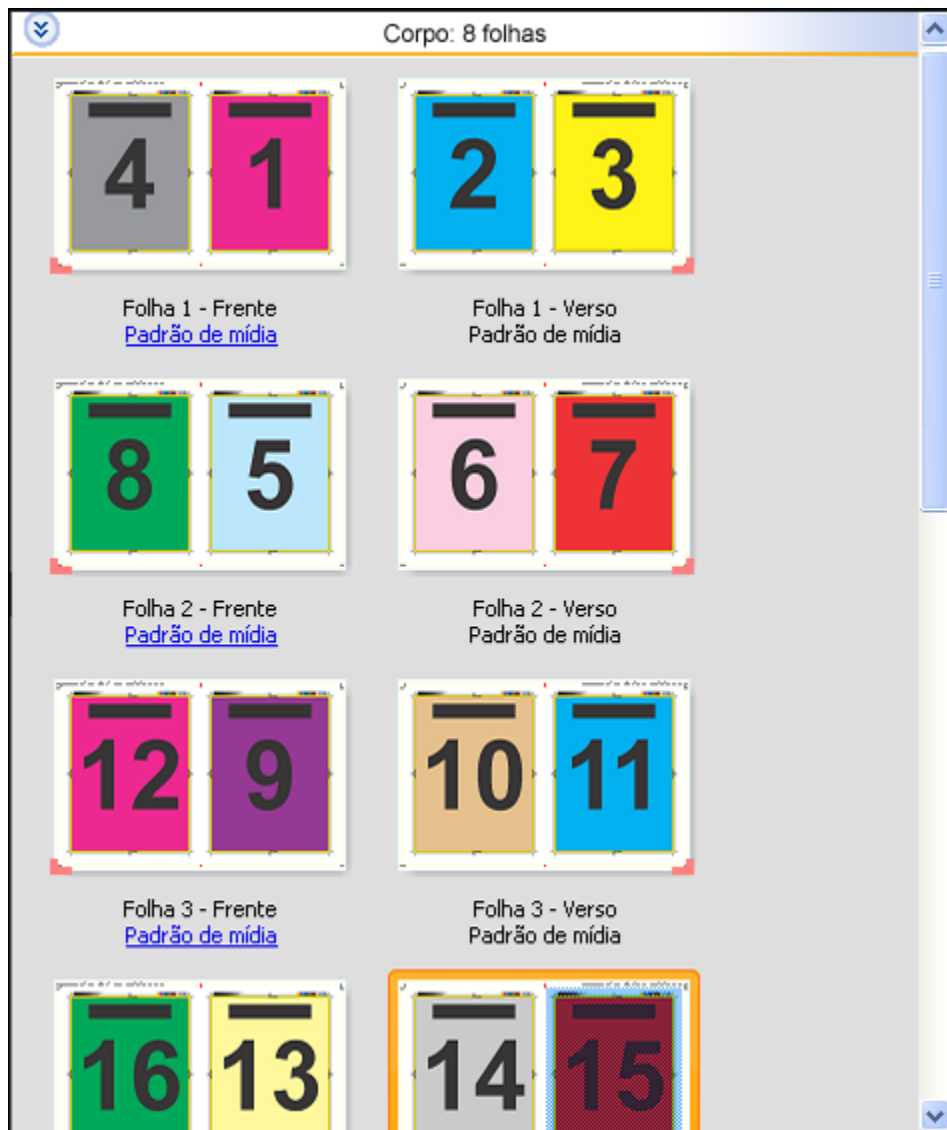 Corpo: 8 folhas
4 1 2 3
Folha 1 - Frente Folha 1 - Verso
Padrão de mídia Padrão de mídia
8 5 6 7
Folha 2 - Frente Folha 2 - Verso
Padrão de mídia Padrão de mídia
12 9 10 11
Folha 3 - Frente Folha 3 - Verso
Padrão de mídia Padrão de mídia
16 13 14 15